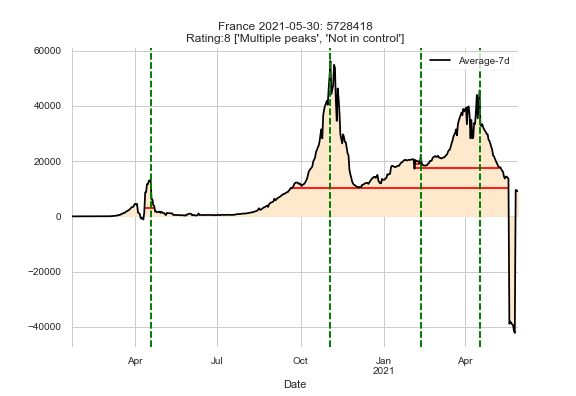 France 2021-05-30: 5728418
Rating:8 ['Multiple peaks', 'Not in control']
Average-7d
60000
40000
20000
0
−20000
−40000
Apr
Jul
Oct
Jan
2021
Apr
Date